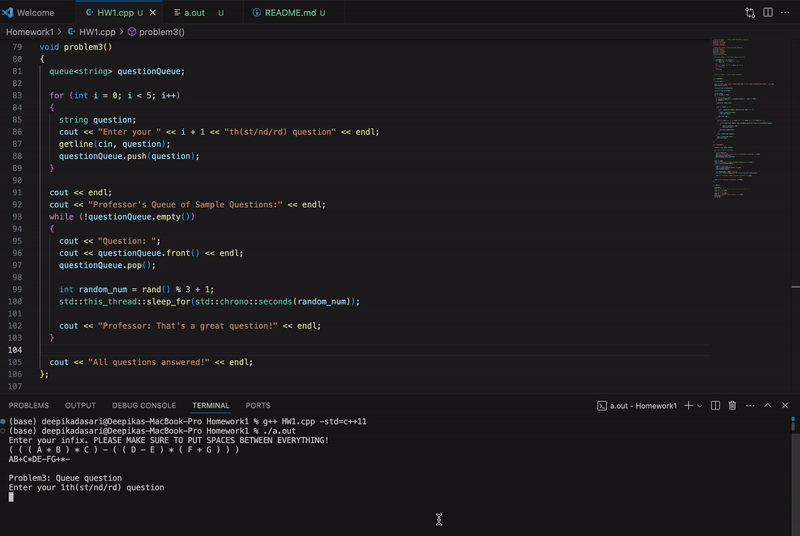 Welcome HW1.cpp U a.out U README.md U
Homework1 > HW1.cpp > problem3()
79 void problem3()
80 {
81 queue<string> questionQueue;
82
83 for (int i = 0; i < 5; i++)
84 {
85 string question;
86 cout << "Enter your " << i + 1 << "th(st/nd/rd) question" << endl;
87 getline(cin, question);
88 questionQueue.push(question);
89 }
90
91 cout << endl;
92 cout << "Professor's Queue of Sample Questions:" << endl;
93 while (!questionQueue.empty())
94 {
95 cout << "Question: ";
96 cout << questionQueue.front() << endl;
97 questionQueue.pop();
98
99 int random_num = rand() % 3 + 1;
100 std::this_thread::sleep_for(std::chrono::seconds(random_num));
101
102 cout << "Professor: That's a great question!" << endl;
103 }
104
105 cout << "All questions answered!" << endl;
106 };
107
PROBLEMS OUTPUT DEBUG CONSOLE TERMINAL PORTS a.out - Homework1
(base) deepikadasari@Deepikas-MacBook-Pro Homework1 % g++ HW1.cpp -std=c++11
(base) deepikadasari@Deepikas-MacBook-Pro Homework1 % ./a.out
Enter your infix. PLEASE MAKE SURE TO PUT SPACES BETWEEN EVERYTHING!
( ( ( A + B ) * C ) - ( ( D - E ) * ( F + G ) ) )
AB+C*DE-FG+*-
Problem3: Queue question
Enter your 1th(st/nd/rd) question